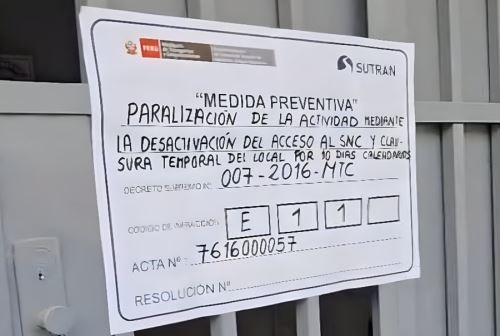 PERÚ
SUTRAN
"MEDIDA PREVENTIVA"
PARALIZACIÓN DE LA ACTIVIDAD MEDIANTE
LA DESACTIVACIÓN DEL ACCESO AL SNC Y CLAU-
SURA TEMPORAL DEL LOCAL POR 10 DIAS CALENDARIOS
DECRETO SUPREMO N° 007-2016-MTC
CODIGO DE INFRACCIÓN E 1 1
ACTA N° 7616000057
RESOLUCIÓN N°